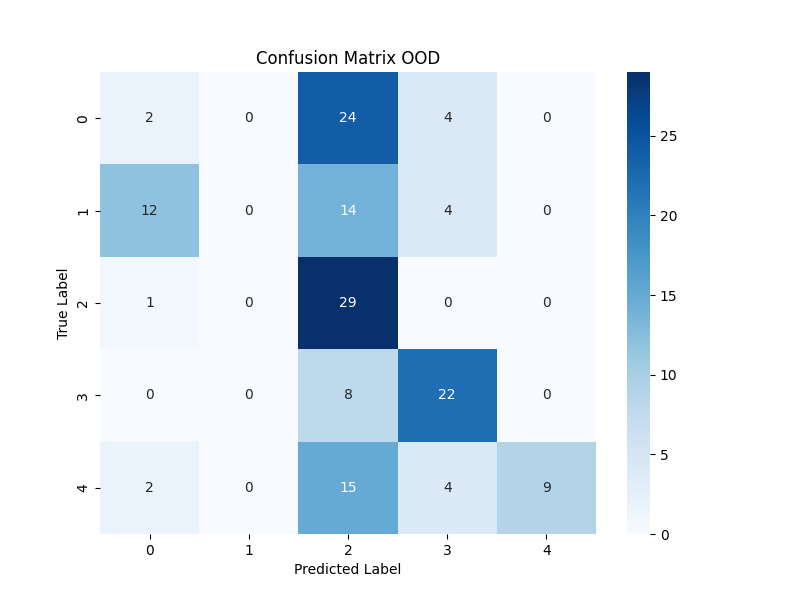 Confusion Matrix OOD
0 2 0 24 4 0
1 12 0 14 4 0
2 1 0 29 0 0
3 0 0 8 22 0
4 2 0 15 4 9
0 1 2 3 4
Predicted Label
True Label
25
20
15
10
5
0